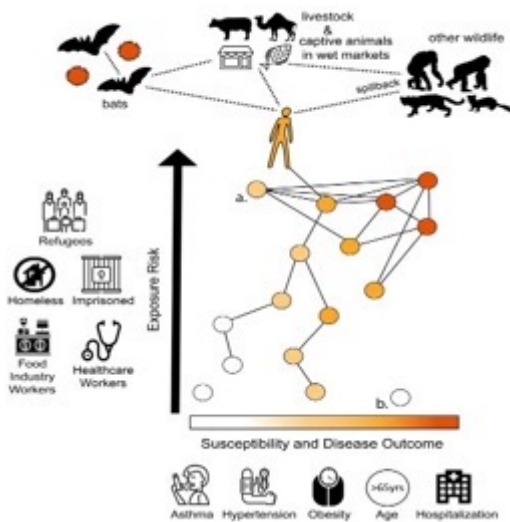 livestock
&
captive animals
in wet markets
other wildlife
bats
spillback
a.
Refugees
Homeless
Imprisoned
Food
Industry
Workers
Healthcare
Workers
Exposure Risk
b.
Susceptibility and Disease Outcome
>65yrs
Asthma
Hypertension
Obesity
Age
Hospitalization